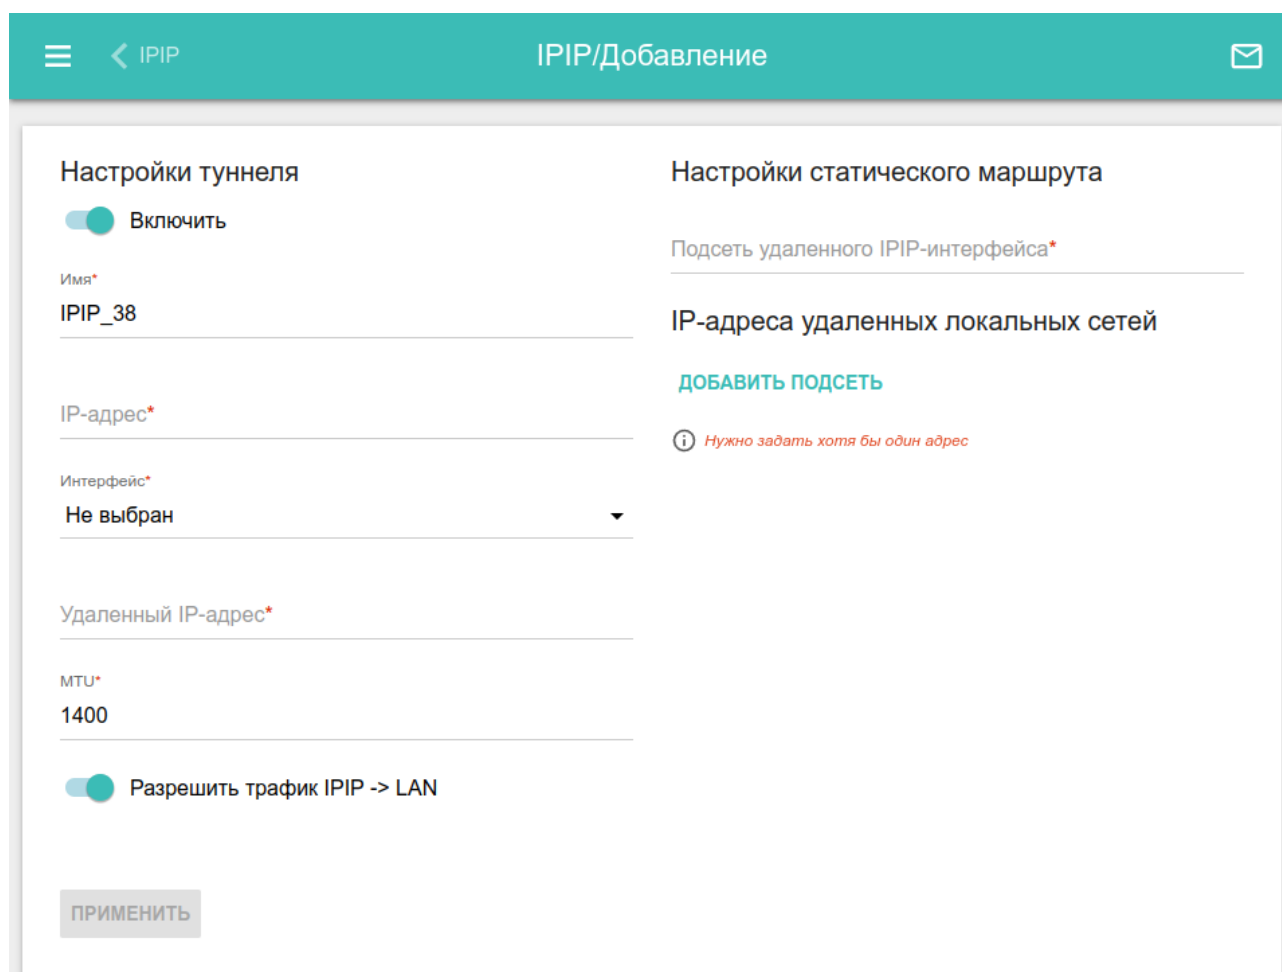 IPIP
IPIP/Добавление
Настройки туннеля
Включить
Имя*
IPIP_38
IP-адрес*
Интерфейс*
Не выбран
Удаленный IP-адрес*
MTU*
1400
Разрешить трафик IPIP -> LAN
ПРИМЕНИТЬ
Настройки статического маршрута
Подсеть удаленного IPIP-интерфейса*
IP-адреса удаленных локальных сетей
ДОБАВИТЬ ПОДСЕТЬ
Нужно задать хотя бы один адрес